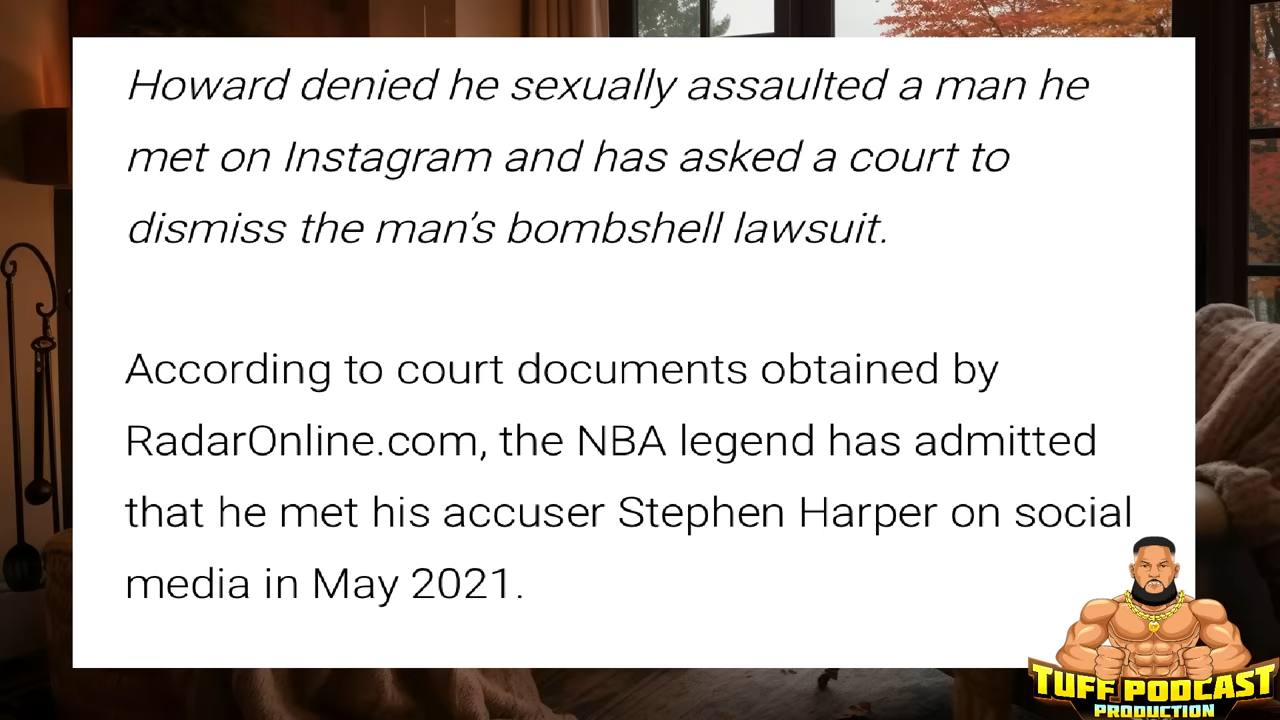 Howard denied he sexually assaulted a man he
met on Instagram and has asked a court to
dismiss the man's bombshell lawsuit.
According to court documents obtained by
RadarOnline.com, the NBA legend has admitted
that he met his accuser Stephen Harper on social
media in May 2021.
TUFF PODCAST
PRODUCTION